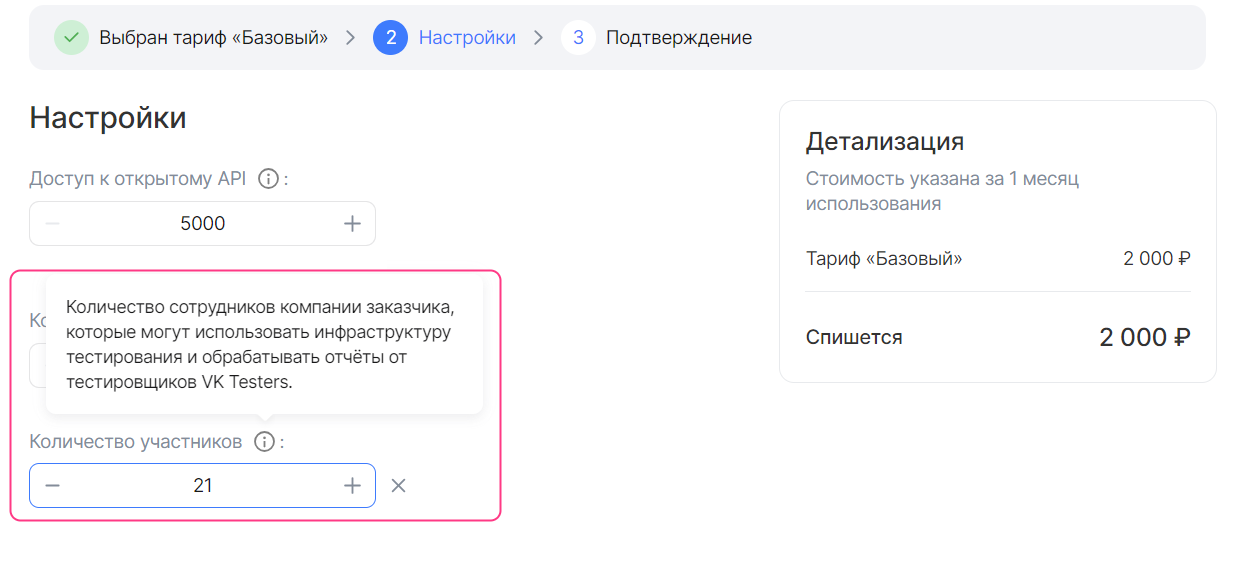 Выбран тариф «Базовый» 2 Настройки 3 Подтверждение
Настройки
Доступ к открытому API :
5000
Количество сотрудников компании заказчика,
которые могут использовать инфраструктуру
тестирования и обрабатывать отчёты от
тестировщиков VK Testers.
Количество участников :
21
Детализация
Стоимость указана за 1 месяц
использования
Тариф «Базовый» 2 000 ₽
Спишется 2 000 ₽